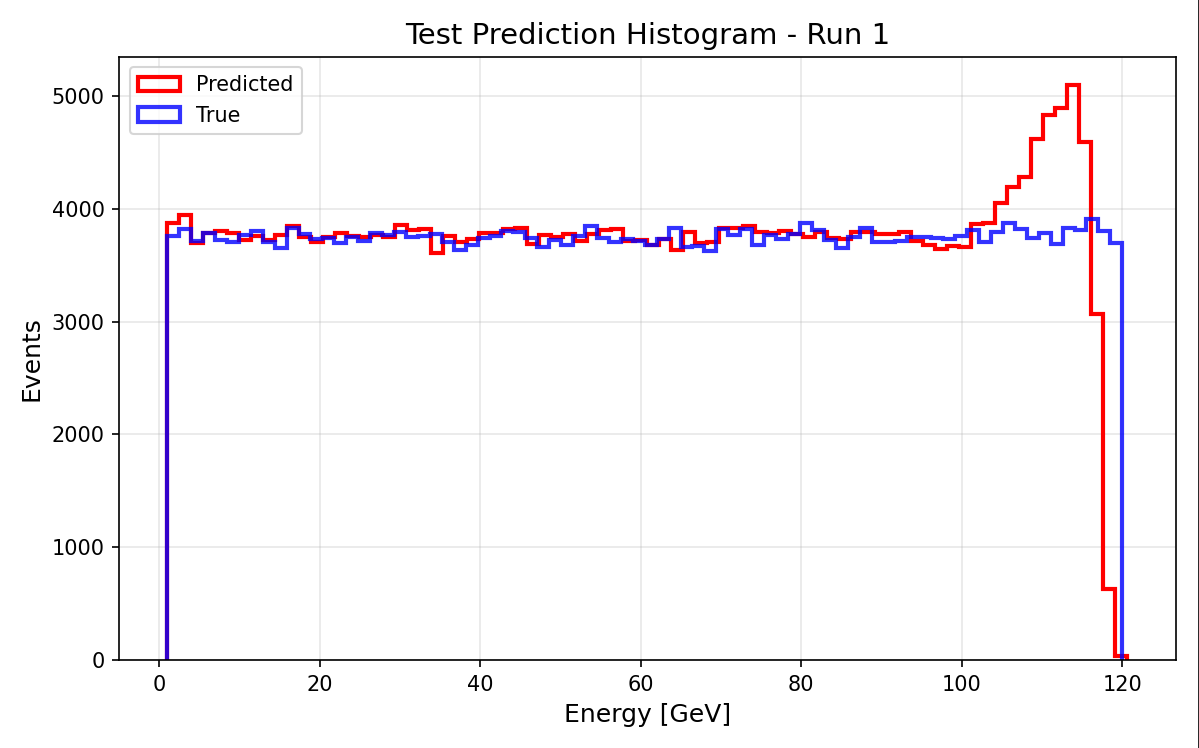 Test Prediction Histogram - Run 1
Predicted
True
Events
5000
4000
3000
2000
1000
0
0 20 40 60 80 100 120
Energy [GeV]